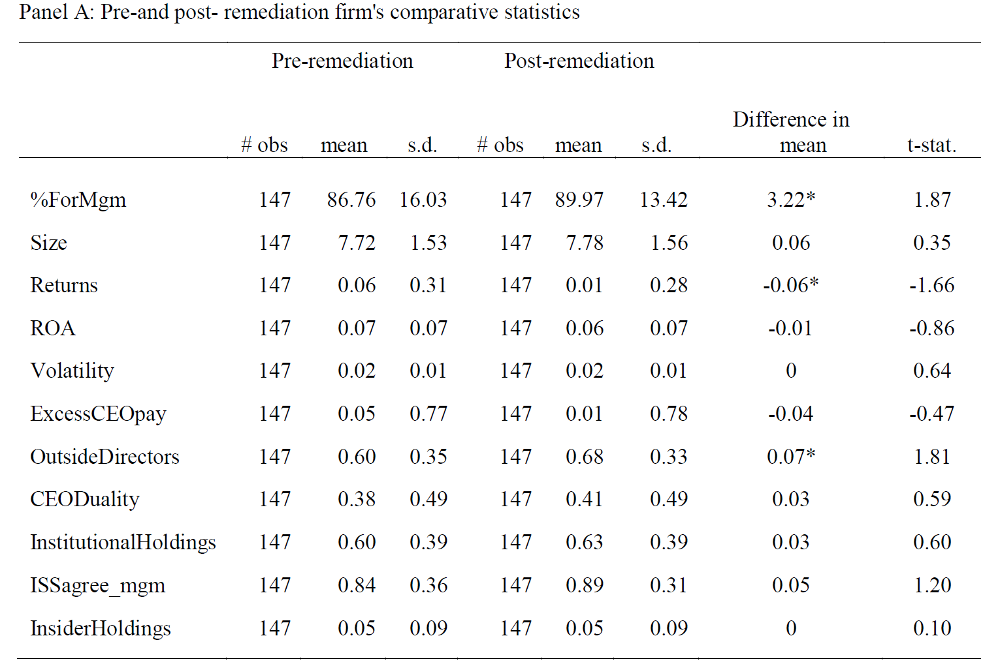 Panel A: Pre-and post- remediation firm's comparative statistics
Pre-remediation Post-remediation
Difference in
# obs mean s.d. # obs mean s.d. mean t-stat.
%ForMgm 147 86.76 16.03 147 89.97 13.42 3.22* 1.87
Size 147 7.72 1.53 147 7.78 1.56 0.06 0.35
Returns 147 0.06 0.31 147 0.01 0.28 -0.06* -1.66
ROA 147 0.07 0.07 147 0.06 0.07 -0.01 -0.86
Volatility 147 0.02 0.01 147 0.02 0.01 0 0.64
ExcessCEOpay 147 0.05 0.77 147 0.01 0.78 -0.04 -0.47
OutsideDirectors 147 0.60 0.35 147 0.68 0.33 0.07* 1.81
CEODuality 147 0.38 0.49 147 0.41 0.49 0.03 0.59
InstitutionalHoldings 147 0.60 0.39 147 0.63 0.39 0.03 0.60
ISSagree_mgm 147 0.84 0.36 147 0.89 0.31 0.05 1.20
InsiderHoldings 147 0.05 0.09 147 0.05 0.09 0 0.10